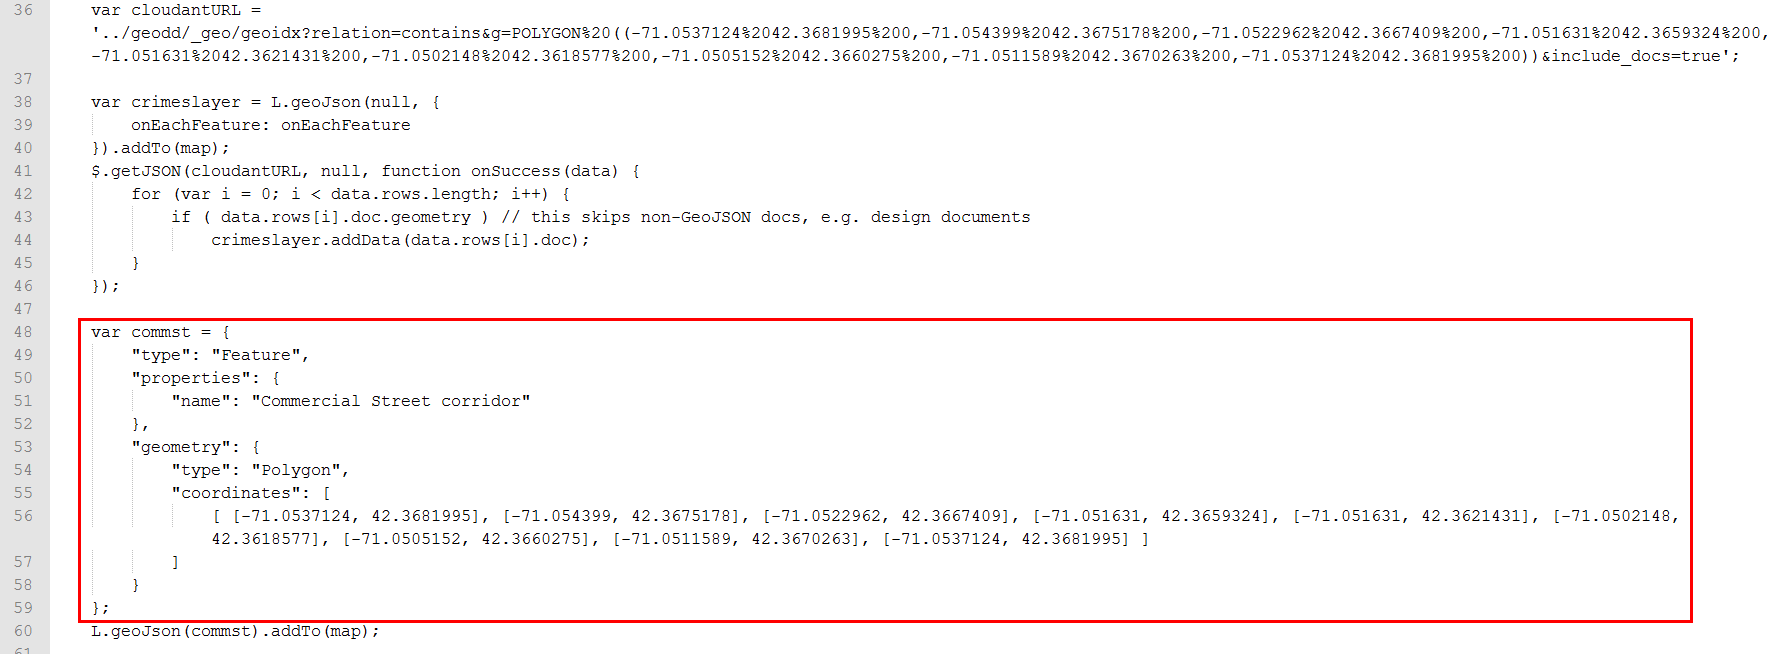 36 var cloudantURL =
'../geodd/_geo/geoidx?relation=contains&g=POLYGON%20((-71.0537124%2042.3681995%200,-71.054399%2042.3675178%200,-71.0522962%2042.3667409%200,-71.051631%2042.3659324%200,
-71.051631%2042.3621431%200,-71.0502148%2042.3618577%200,-71.0505152%2042.3660275%200,-71.0511589%2042.3670263%200,-71.0537124%2042.3681995%200))&include_docs=true';
37
38 var crimeslayer = L.geoJson(null, {
39 onEachFeature: onEachFeature
40 }).addTo(map);
41 $.getJSON(cloudantURL, null, function onSuccess(data) {
42 for (var i = 0; i < data.rows.length; i++) {
43 if ( data.rows[i].doc.geometry ) // this skips non-GeoJSON docs, e.g. design documents
44 crimeslayer.addData(data.rows[i].doc);
45 }
46 });
47
48 var commst = {
49 "type": "Feature",
50 "properties": {
51 "name": "Commercial Street corridor"
52 },
53 "geometry": {
54 "type": "Polygon",
55 "coordinates": [
56 [ [-71.0537124, 42.3681995], [-71.054399, 42.3675178], [-71.0522962, 42.3667409], [-71.051631, 42.3659324], [-71.051631, 42.3621431], [-71.0502148,
42.3618577], [-71.0505152, 42.3660275], [-71.0511589, 42.3670263], [-71.0537124, 42.3681995] ]
57 ]
58 }
59 };
60 L.geoJson(commst).addTo(map);
61